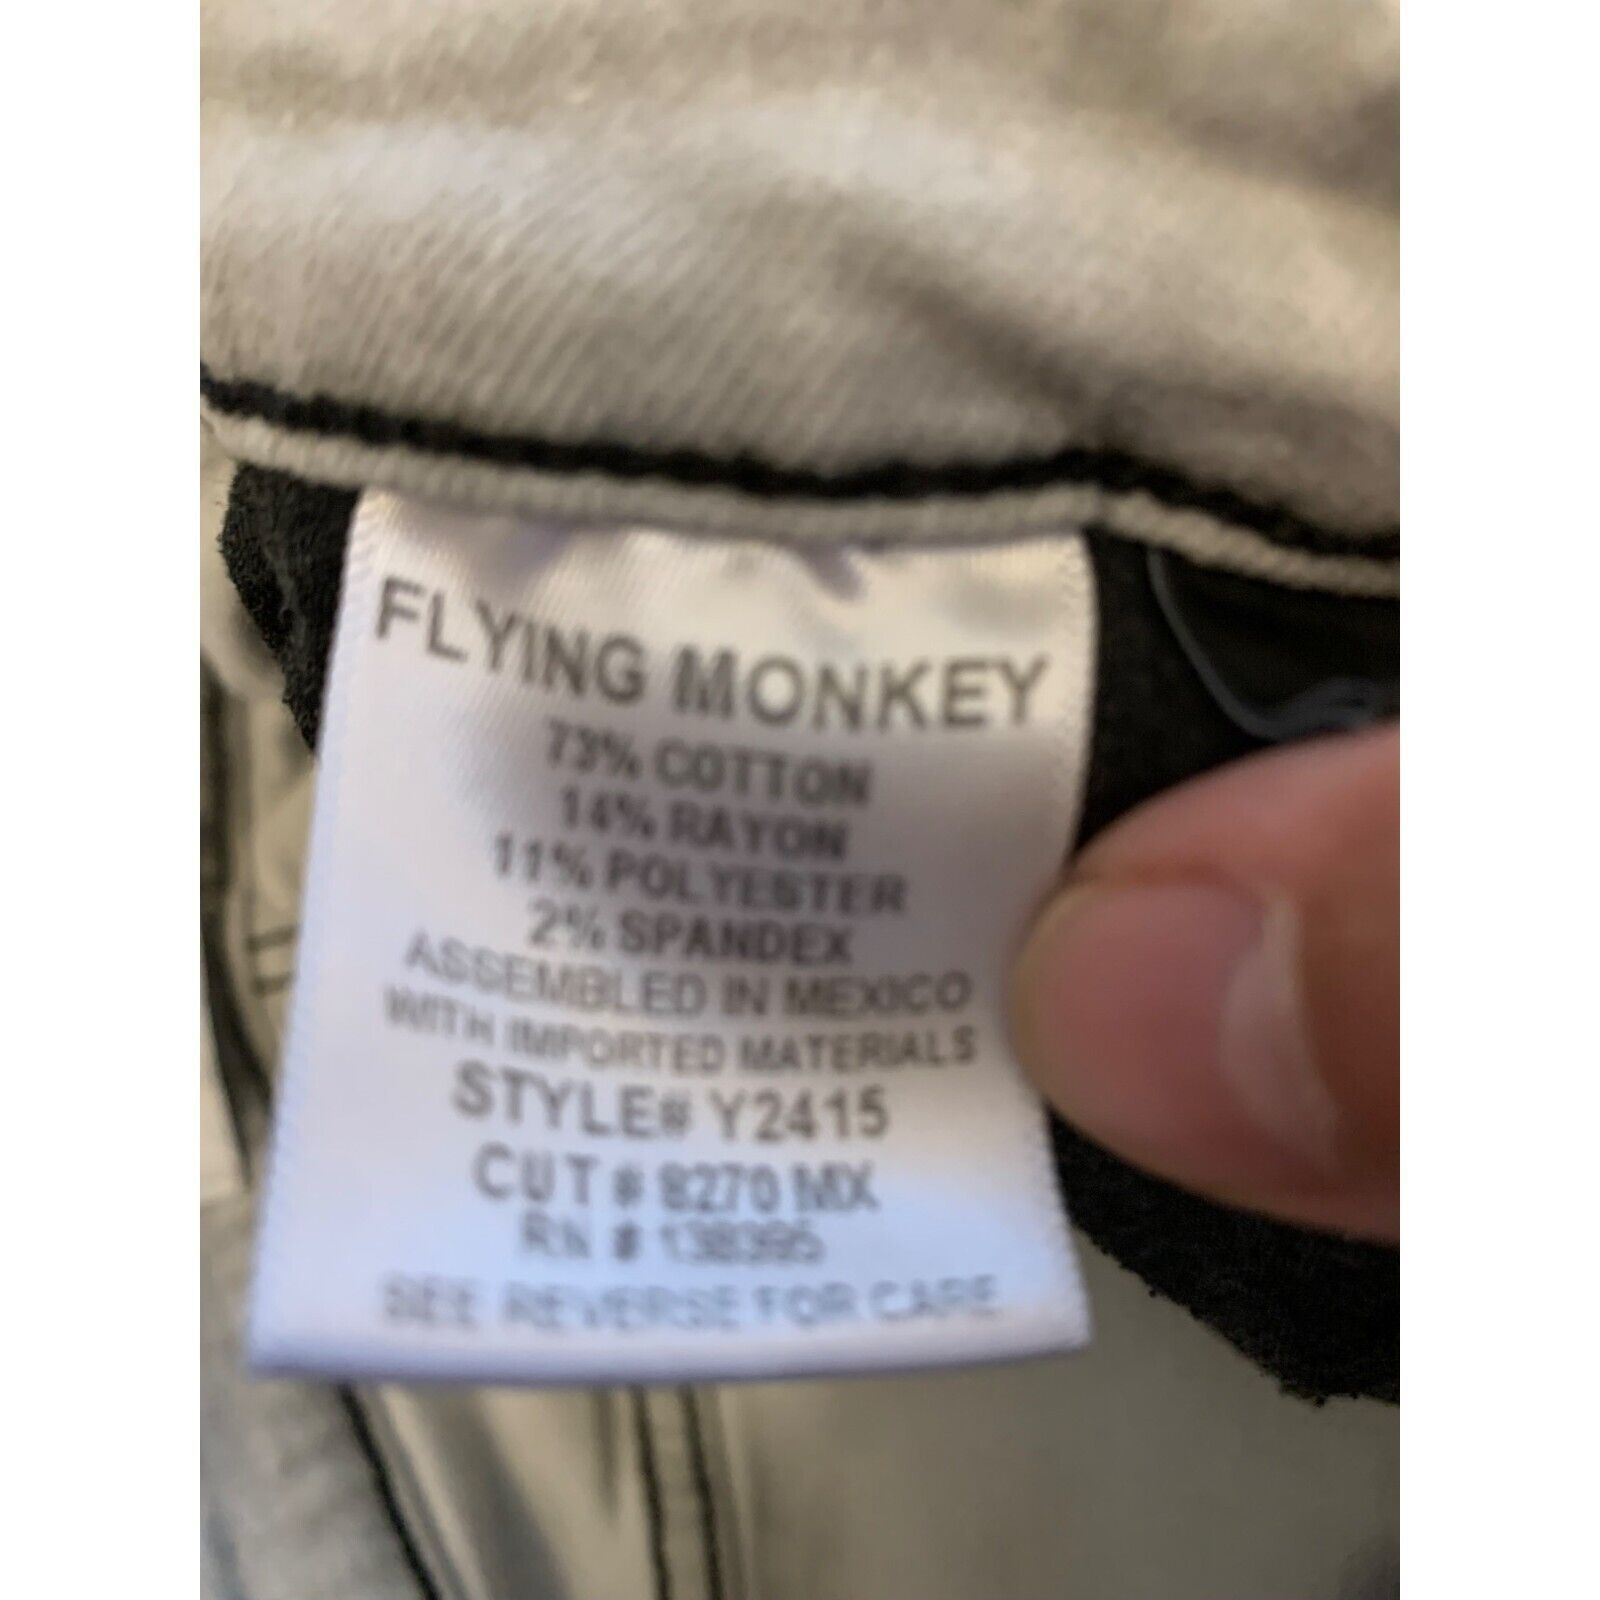 FLYING MONKEY
73% COTTON
14% RAYON
11% POLYESTER
2% SPANDEX
ASSEMBLED IN MEXICO
WITH IMPORTED MATERIALS
STYLE# Y2415
CUT # 8270 MX
RN # 138395
SEE REVERSE FOR CARE